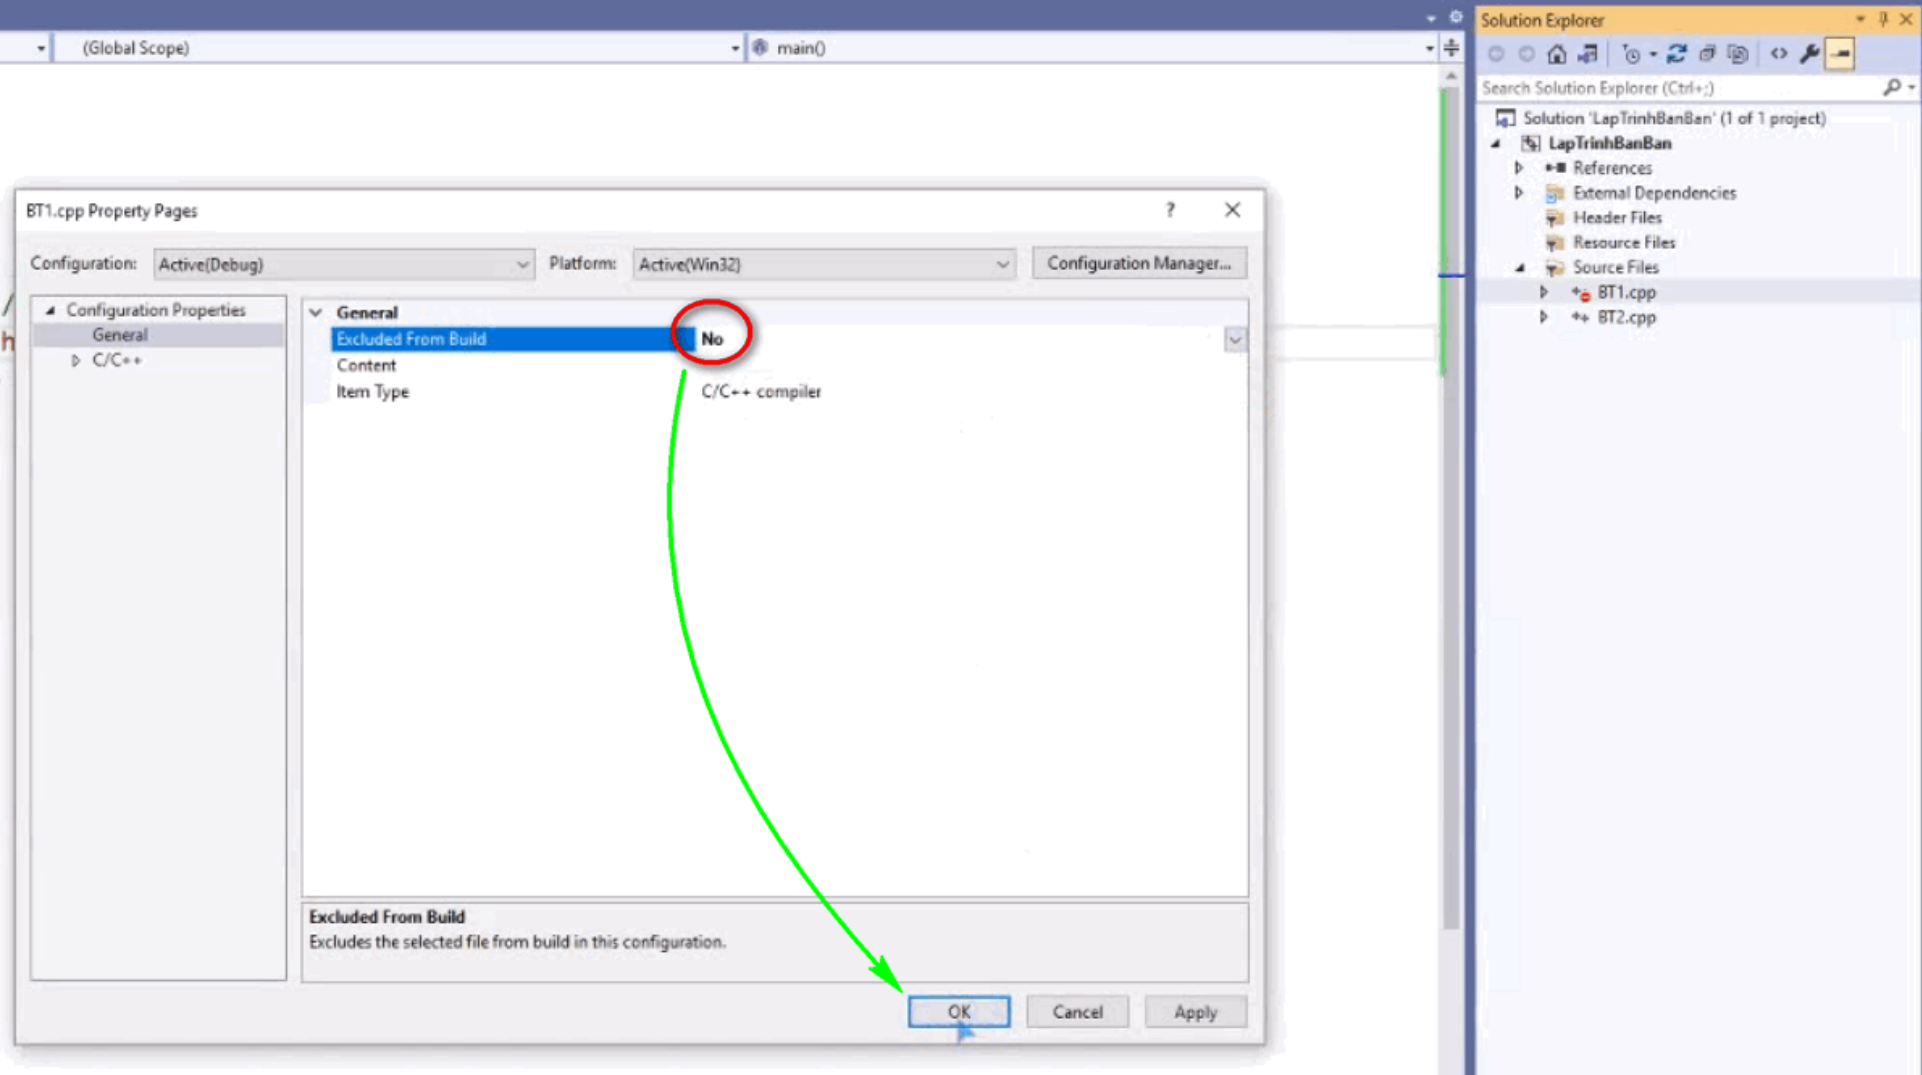 (Global Scope)
main()
Solution Explorer
Search Solution Explorer (Ctrl+;)
Solution 'LapTrinhBanBan' (1 of 1 project)
LapTrinhBanBan
References
External Dependencies
Header Files
Resource Files
Source Files
BT1.cpp
BT2.cpp
BT1.cpp Property Pages
?
Configuration:
Active(Debug)
Platform:
Active(Win32)
Configuration Manager...
Configuration Properties
General
C/C++
General
Excluded From Build
No
Content
Item Type
C/C++ compiler
Excluded From Build
Excludes the selected file from build in this configuration.
OK
Cancel
Apply
/
h